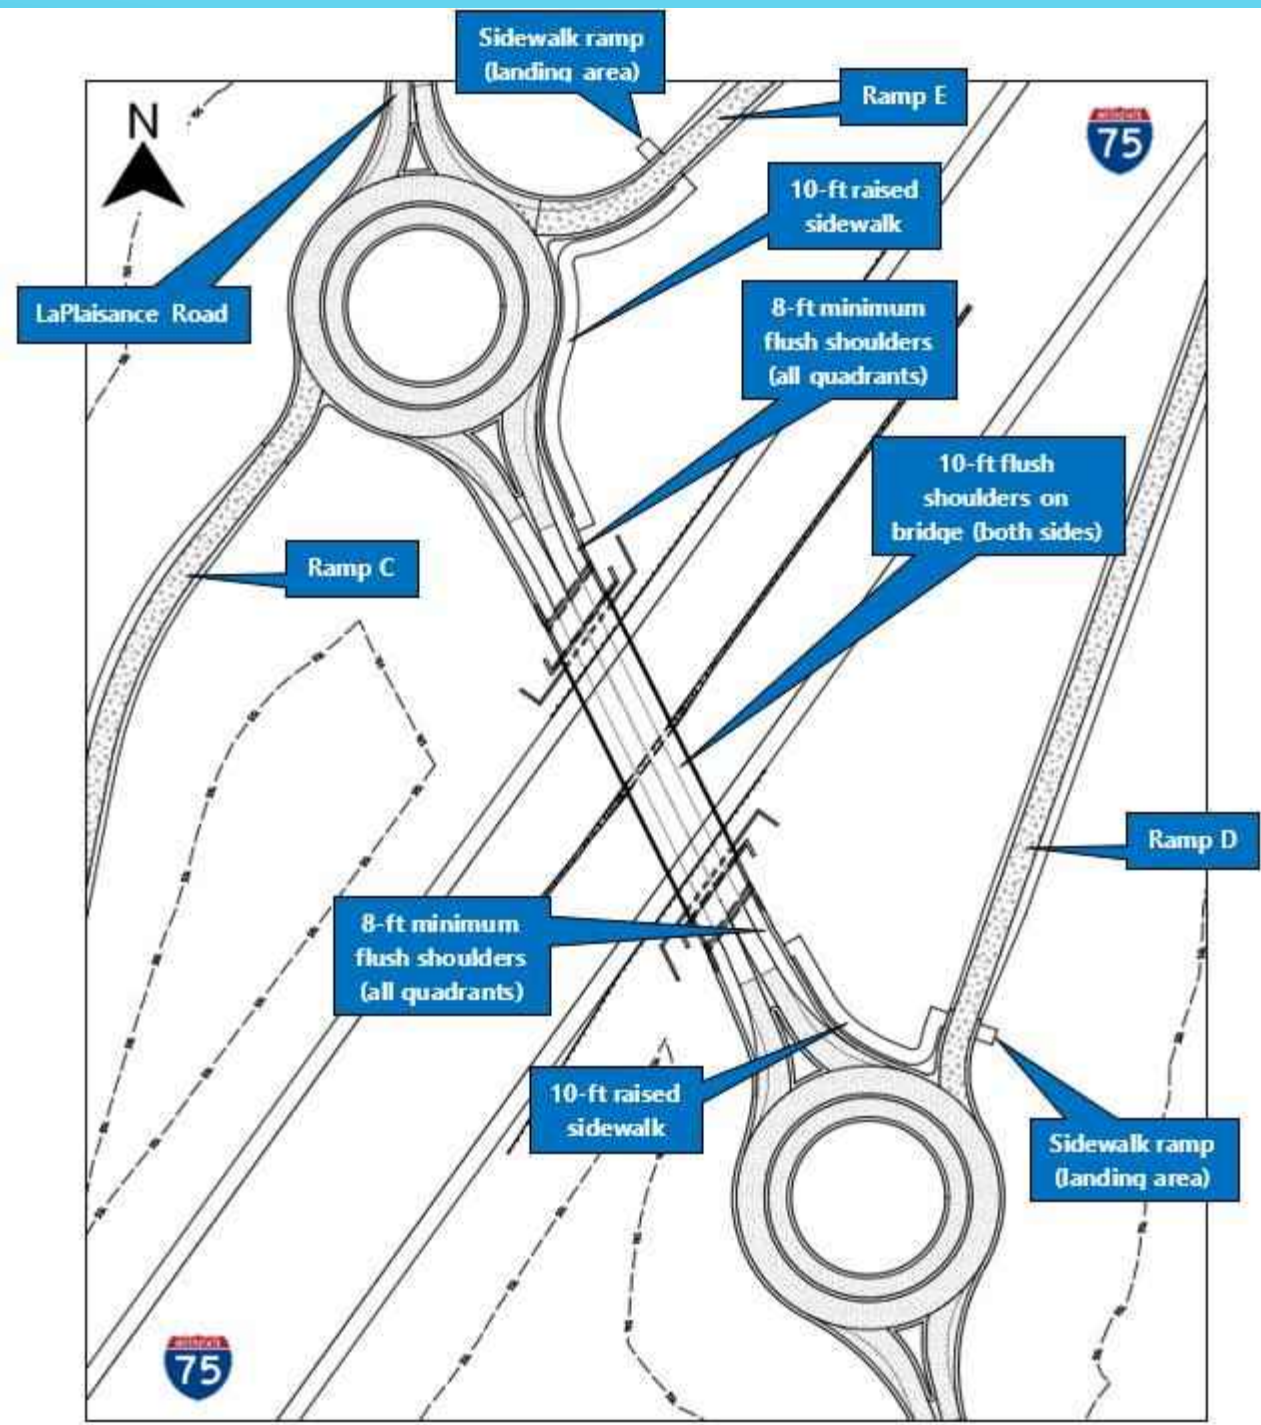 Sidewalk ramp
(landing area)
Ramp E
N
75
10-ft raised
sidewalk
LaPlaisance Road
8-ft minimum
flush shoulders
(all quadrants)
10-ft flush
shoulders on
bridge (both sides)
Ramp C
Ramp D
8-ft minimum
flush shoulders
(all quadrants)
10-ft raised
sidewalk
Sidewalk ramp
(landing area)
75